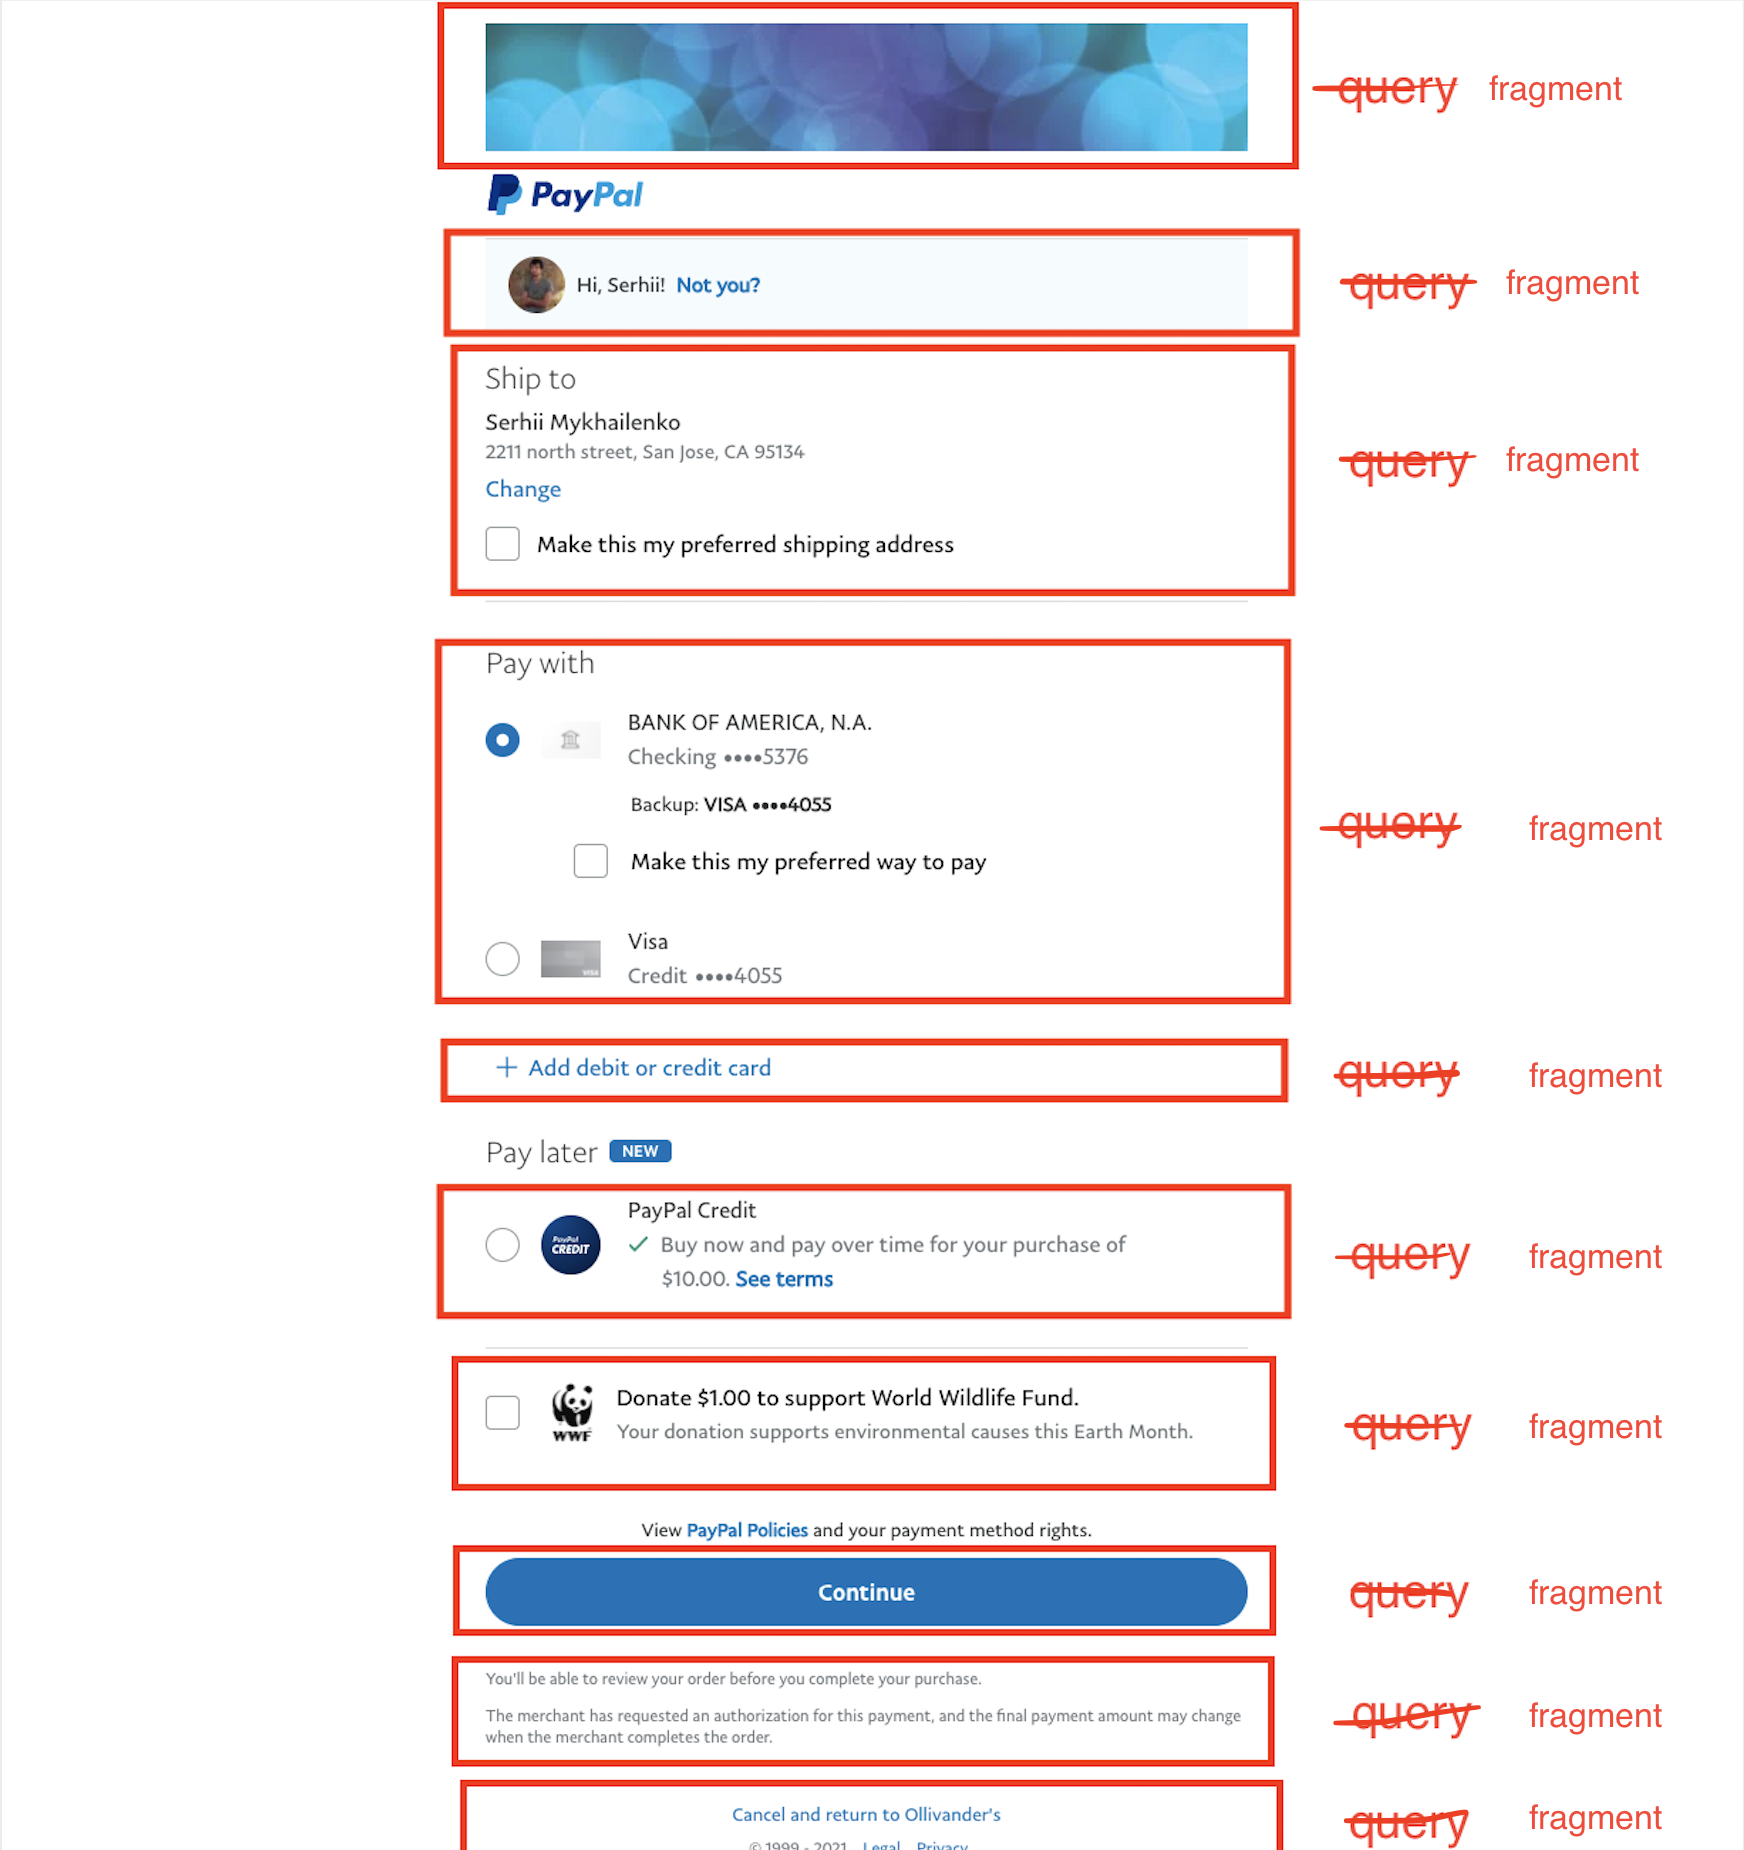 query fragment
PayPal
Hi, Serhii! Not you?
query fragment
Ship to
Serhii Mykhailenko
2211 north street, San Jose, CA 95134
Change
Make this my preferred shipping address
query fragment
Pay with
BANK OF AMERICA, N.A.
Checking ••••5376
Backup: VISA ••••4055
Make this my preferred way to pay
Visa
VISA
Credit ••••4055
query fragment
+ Add debit or credit card
query fragment
Pay later NEW
PayPal Credit
PayPal
CREDIT
✓ Buy now and pay over time for your purchase of
$10.00. See terms
query fragment
Donate $1.00 to support World Wildlife Fund.
WWF
Your donation supports environmental causes this Earth Month.
query fragment
View PayPal Policies and your payment method rights.
Continue
query fragment
You'll be able to review your order before you complete your purchase.
The merchant has requested an authorization for this payment, and the final payment amount may change
when the merchant completes the order.
query fragment
Cancel and return to Ollivander's
© 1999 - 2021 Legal Privacy
query fragment